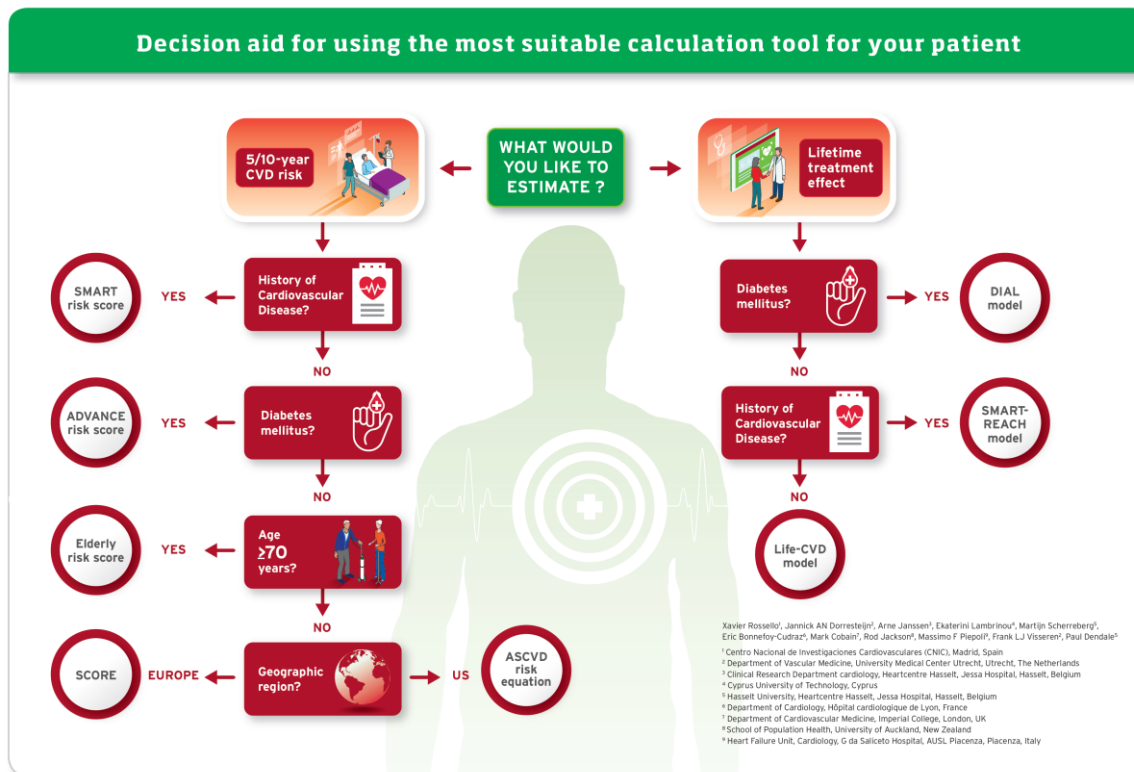 Decision aid for using the most suitable calculation tool for your patient
WHAT WOULD
YOU LIKE TO
ESTIMATE ?
5/10-year
CVD risk
History of
Cardiovascular
Disease?
YES
SMART
risk score
NO
Diabetes
mellitus?
YES
ADVANCE
risk score
NO
Age
≥70
years?
YES
Elderly
risk score
NO
Geographic
region?
EUROPE
SCORE
US
ASCVD
risk
equation
Lifetime
treatment
effect
Diabetes
mellitus?
YES
DIAL
model
NO
History of
Cardiovascular
Disease?
YES
SMART-
REACH
model
NO
Life-CVD
model
Xavier Rossello¹, Jannick AN Dorresteijn², Arne Janssen³, Ekaterini Lambrinou⁴, Martijn Scherrenberg⁵,
Eric Bonnefoy-Cudraz⁶, Mark Cobain⁷, Rod Jackson⁸, Massimo F Piepoli⁹, Frank LJ Visseren², Paul Dendale⁵
¹ Centro Nacional de Investigaciones Cardiovasculares (CNIC), Madrid, Spain
² Department of Vascular Medicine, University Medical Center Utrecht, Utrecht, The Netherlands
³ Clinical Research Department cardiology, Heartcentre Hasselt, Jessa Hospital, Hasselt, Belgium
⁴ Cyprus University of Technology, Cyprus
⁵ Hasselt University, Heartcentre Hasselt, Jessa Hospital, Hasselt, Belgium
⁶ Department of Cardiology, Hôpital cardiologique de Lyon, France
⁷ Department of Cardiovascular Medicine, Imperial College, London, UK
⁸ School of Population Health, University of Auckland, New Zealand
⁹ Heart Failure Unit, Cardiology, G da Saliceto Hospital, AUSL Piacenza, Piacenza, Italy